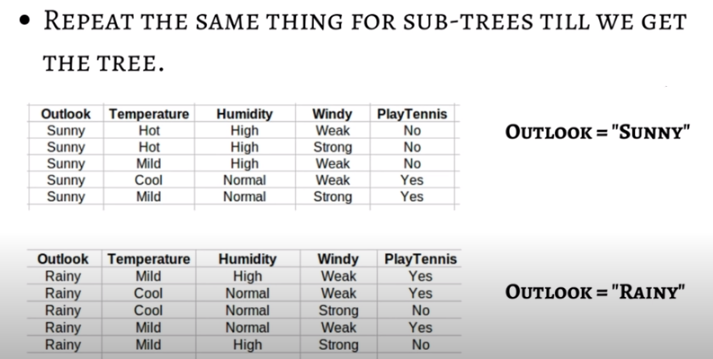 • Repeat the same thing for sub-trees till we get
the tree.
Outlook Temperature Humidity Windy PlayTennis
Sunny Hot High Weak No
Sunny Hot High Strong No
Sunny Mild High Weak No
Sunny Cool Normal Weak Yes
Sunny Mild Normal Strong Yes
Outlook = "Sunny"
Outlook Temperature Humidity Windy PlayTennis
Rainy Mild High Weak Yes
Rainy Cool Normal Weak Yes
Rainy Cool Normal Strong No
Rainy Mild Normal Weak Yes
Rainy Mild High Strong No
Outlook = "Rainy"